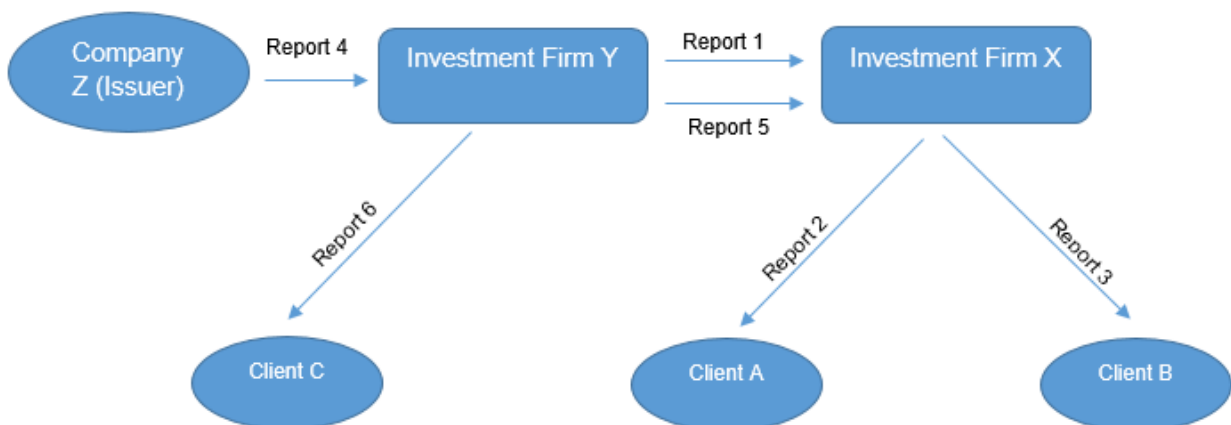 Company
Z (Issuer)
Report 4
Investment Firm Y
Report 1
Report 5
Investment Firm X
Report 6
Report 2
Report 3
Client C
Client A
Client B